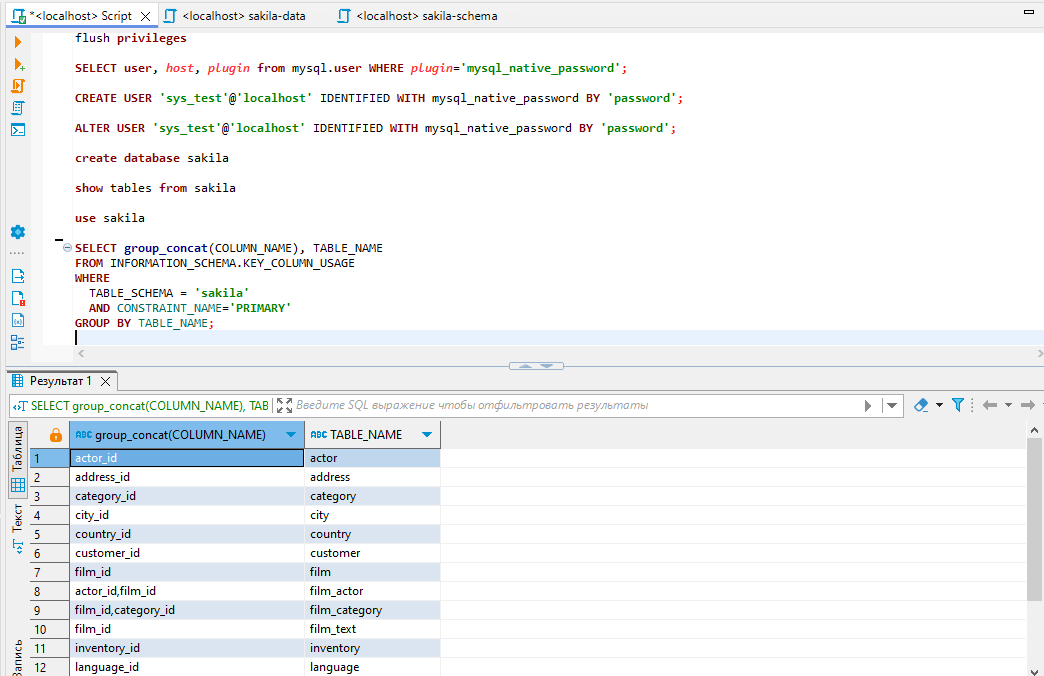 *<localhost> Script
<localhost> sakila-data
<localhost> sakila-schema
flush privileges
SELECT user, host, plugin from mysql.user WHERE plugin='mysql_native_password';
CREATE USER 'sys_test'@'localhost' IDENTIFIED WITH mysql_native_password BY 'password';
ALTER USER 'sys_test'@'localhost' IDENTIFIED WITH mysql_native_password BY 'password';
create database sakila
show tables from sakila
use sakila
SELECT group_concat(COLUMN_NAME), TABLE_NAME
FROM INFORMATION_SCHEMA.KEY_COLUMN_USAGE
WHERE
TABLE_SCHEMA = 'sakila'
AND CONSTRAINT_NAME='PRIMARY'
GROUP BY TABLE_NAME;
Результат 1
SELECT group_concat(COLUMN_NAME), TAB
Введите SQL выражение чтобы отфильтровать результаты
Таблица
Текст
Запись
ABC group_concat(COLUMN_NAME) ABC TABLE_NAME
1 actor_id actor
2 address_id address
3 category_id category
4 city_id city
5 country_id country
6 customer_id customer
7 film_id film
8 actor_id,film_id film_actor
9 film_id,category_id film_category
10 film_id film_text
11 inventory_id inventory
12 language_id language